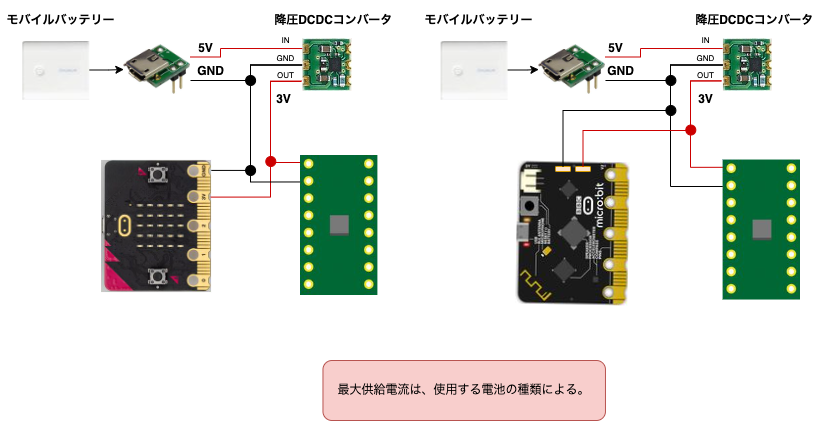 モバイルバッテリー
降圧DCDCコンバータ
5V
IN
GND
GND
OUT
3V
GND
3V
2
1
0
モバイルバッテリー
降圧DCDCコンバータ
5V
IN
GND
GND
OUT
3V
micro:bit
最大供給電流は、使用する電池の種類による。